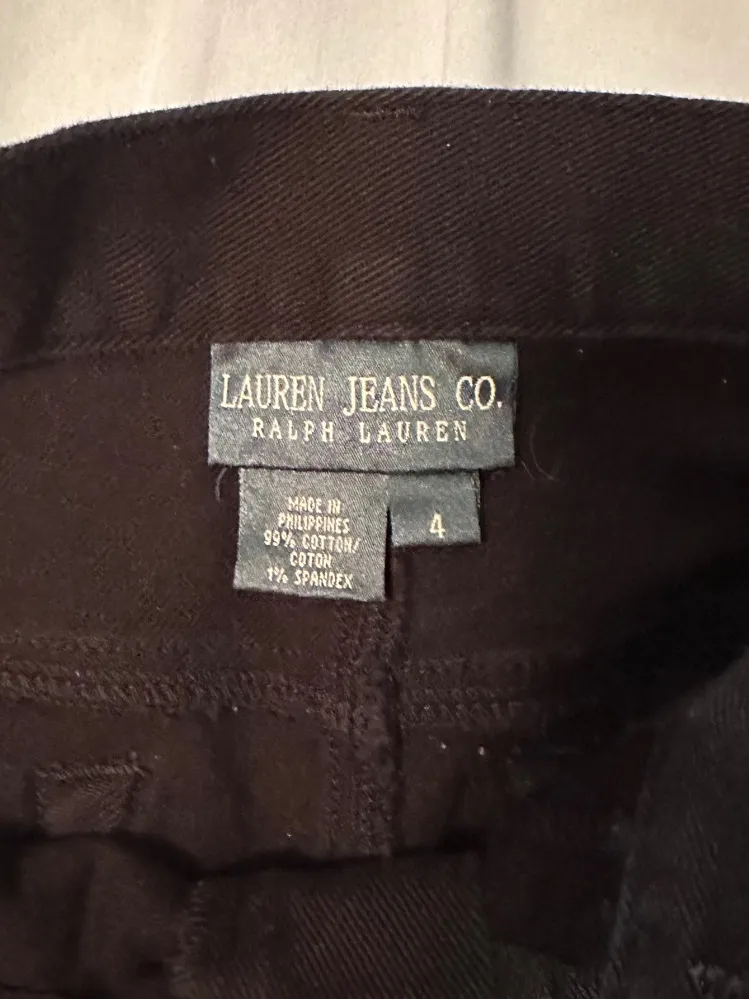 LAUREN JEANS CO.
RALPH LAUREN
MADE IN
PHILIPPINES
99% COTTON/
COTON
1% SPANDEX
4